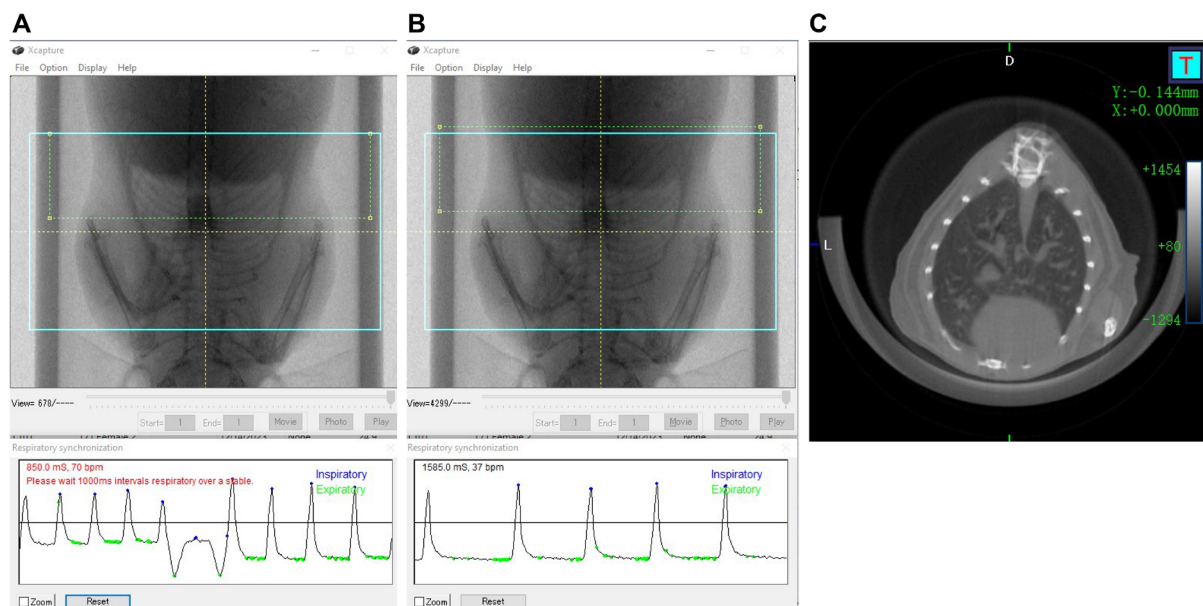 A
Xcapture
File Option Display Help
View= 678/----
Start= 1 End= 1 Movie Photo Play
Respiratory synchronization
850.0 mS, 70 bpm
Please wait 1000ms intervals respiratory over a stable.
Inspiratory
Expiratory
Zoom Reset
B
Xcapture
File Option Display Help
View=4299/----
Start= 1 End= 1 Movie Photo Play
Respiratory synchronization
1585.0 mS, 37 bpm
Inspiratory
Expiratory
Zoom Reset
C
D
T
Y:-0.144mm
X:+0.000mm
+1454
+80
-1294
L